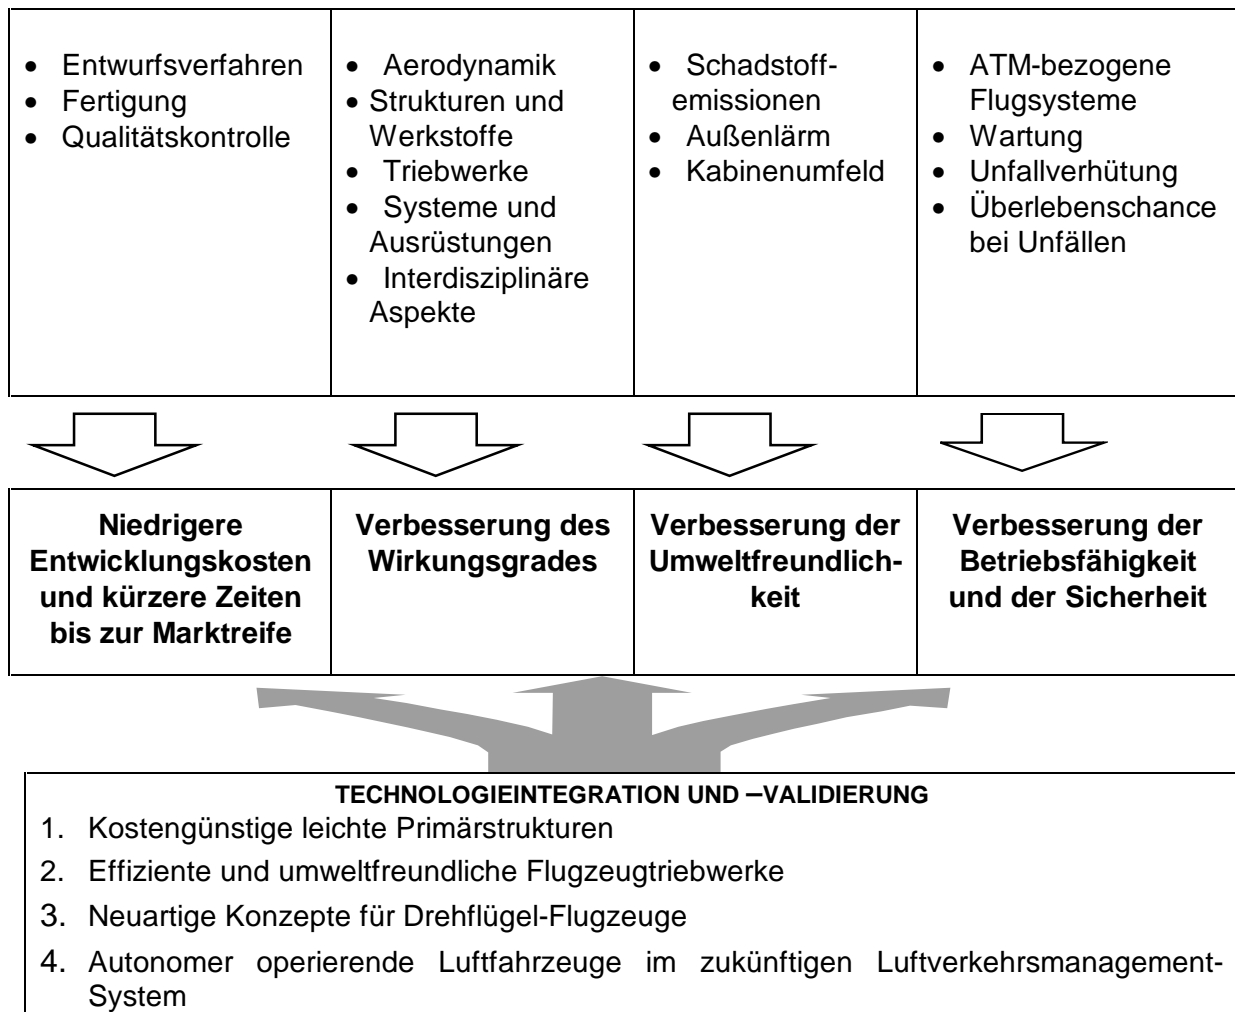 • Entwurfsverfahren
• Fertigung
• Qualitätskontrolle
• Aerodynamik
• Strukturen und
Werkstoffe
• Triebwerke
• Systeme und
Ausrüstungen
• Interdisziplinäre
Aspekte
• Schadstoff-
emissionen
• Außenlärm
• Kabinenumfeld
• ATM-bezogene
Flugsysteme
• Wartung
• Unfallverhütung
• Überlebenschance
bei Unfällen
Niedrigere
Entwicklungskosten
und kürzere Zeiten
bis zur Marktreife
Verbesserung des
Wirkungsgrades
Verbesserung der
Umweltfreundlich-
keit
Verbesserung der
Betriebsfähigkeit
und der Sicherheit
TECHNOLOGIEINTEGRATION UND –VALIDIERUNG
1. Kostengünstige leichte Primärstrukturen
2. Effiziente und umweltfreundliche Flugzeugtriebwerke
3. Neuartige Konzepte für Drehflügel-Flugzeuge
4. Autonomer operierende Luftfahrzeuge im zukünftigen Luftverkehrsmanagement-
System